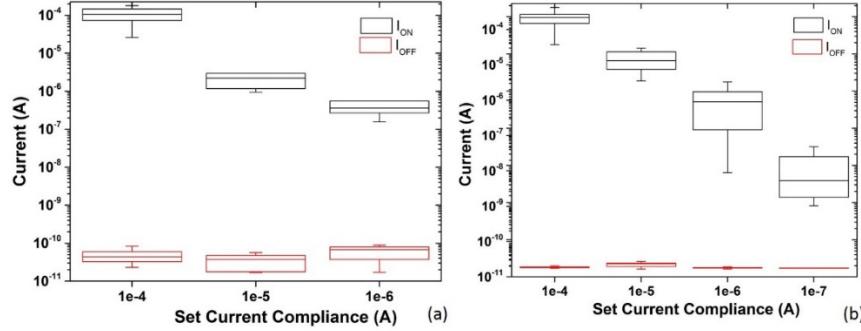 10⁻⁴
10⁻⁵
10⁻⁶
10⁻⁷
10⁻⁸
10⁻⁹
10⁻¹⁰
10⁻¹¹
Current (A)
I_ON
I_OFF
1e-4 1e-5 1e-6
Set Current Compliance (A)
(a)
10⁻⁴
10⁻⁵
10⁻⁶
10⁻⁷
10⁻⁸
10⁻⁹
10⁻¹⁰
10⁻¹¹
Current (A)
I_ON
I_OFF
1e-4 1e-5 1e-6 1e-7
Set Current Compliance (A)
(b)